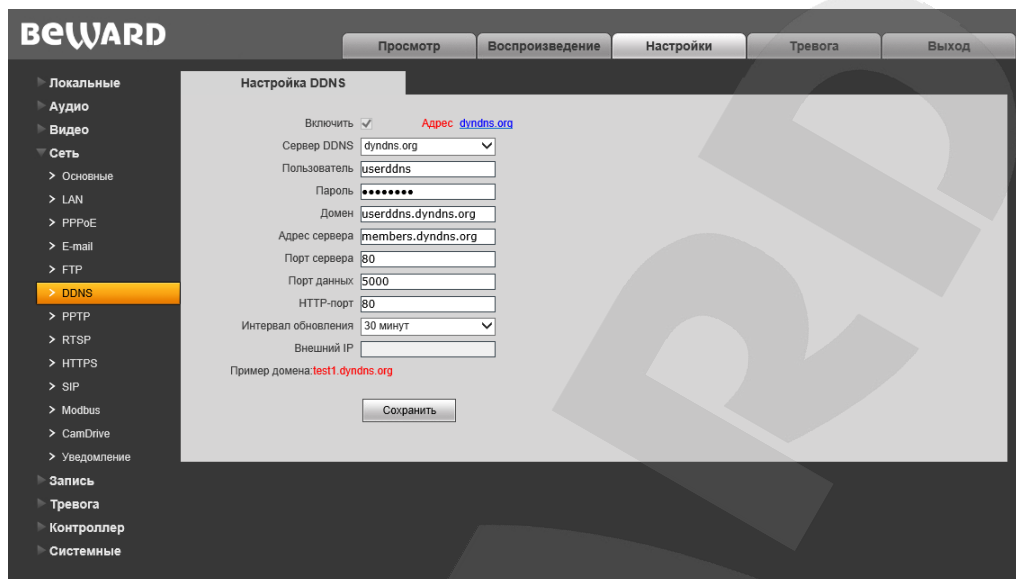 BEWARD
Просмотр Воспроизведение Настройки Тревога Выход
Локальные
Аудио
Видео
Сеть
> Основные
> LAN
> PPPoE
> E-mail
> FTP
> DDNS
> PPTP
> RTSP
> HTTPS
> SIP
> Modbus
> CamDrive
> Уведомление
Запись
Тревога
Контроллер
Системные
Настройка DDNS
Включить Адрес dyndns.org
Сервер DDNS dyndns.org
Пользователь userddns
Пароль ••••••••
Домен userddns.dyndns.org
Адрес сервера members.dyndns.org
Порт сервера 80
Порт данных 5000
HTTP-порт 80
Интервал обновления 30 минут
Внешний IP
Пример домена:test1.dyndns.org
Сохранить